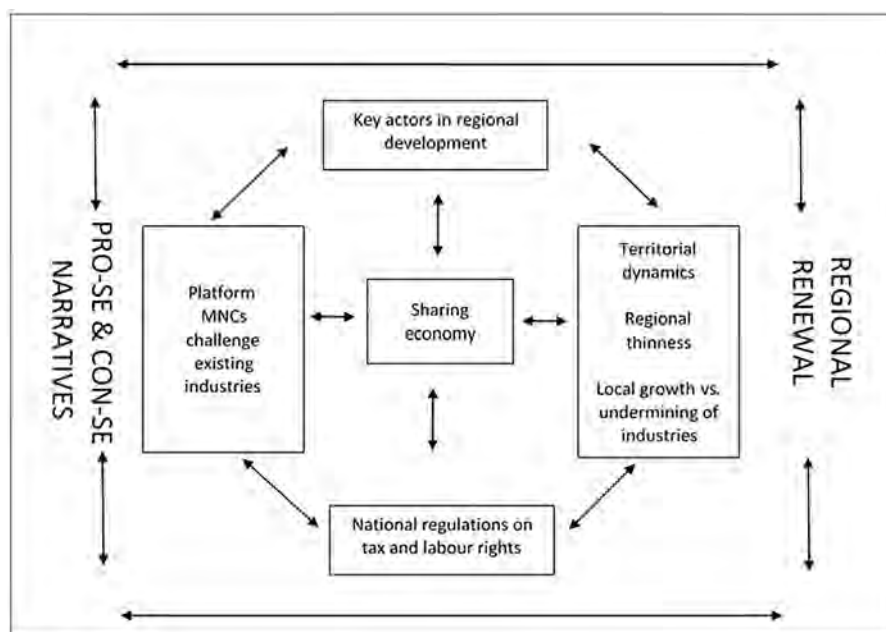 Key actors in regional
development
PRO-SE & CON-SE
NARRATIVES
Platform
MNCs
challenge
existing
industries
Sharing
economy
Territorial
dynamics
Regional
thinness
Local growth vs.
undermining of
industries
REGIONAL
RENEWAL
National regulations on
tax and labour rights